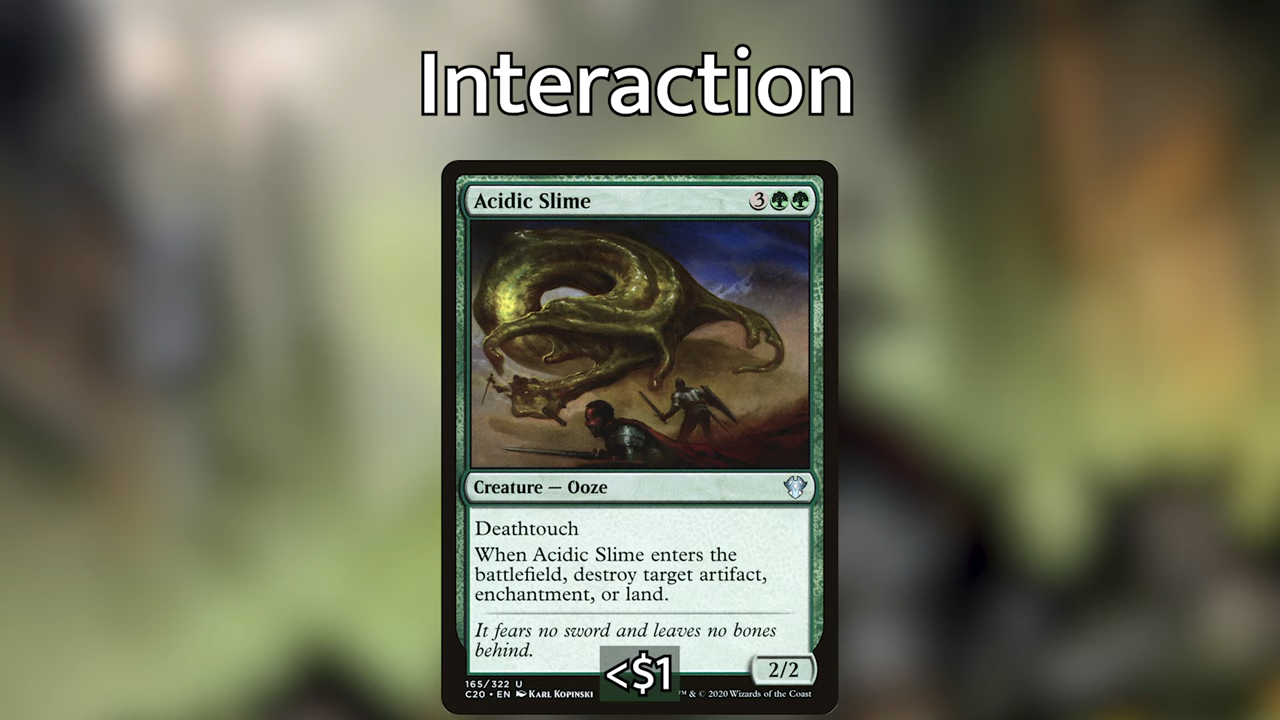 Interaction
Acidic Slime 3
Creature — Ooze
Deathtouch
When Acidic Slime enters the
battlefield, destroy target artifact,
enchantment, or land.
It fears no sword and leaves no bones
behind.
<$1
2/2
165/322 U
C20 • EN Karl Kopinski ™ & © 2020 Wizards of the Coast